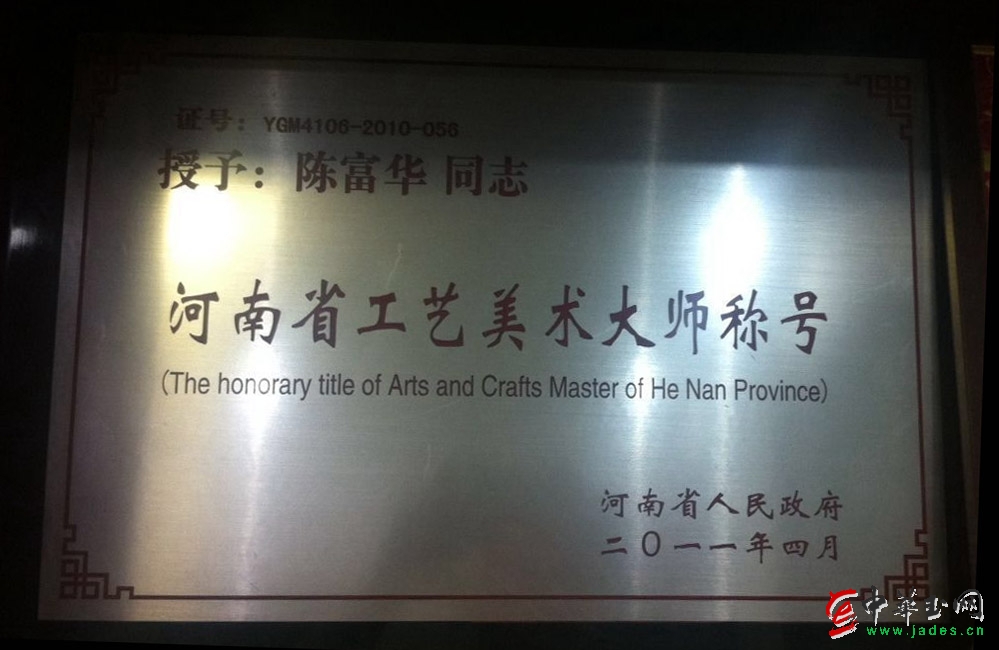 证号：YGM4106-2010-056
授予：陈富华 同志
河南省工艺美术大师称号
(The honorary title of Arts and Crafts Master of He Nan Province)
河南省人民政府
二〇一一年四月
中华玉网
www.jades.cn